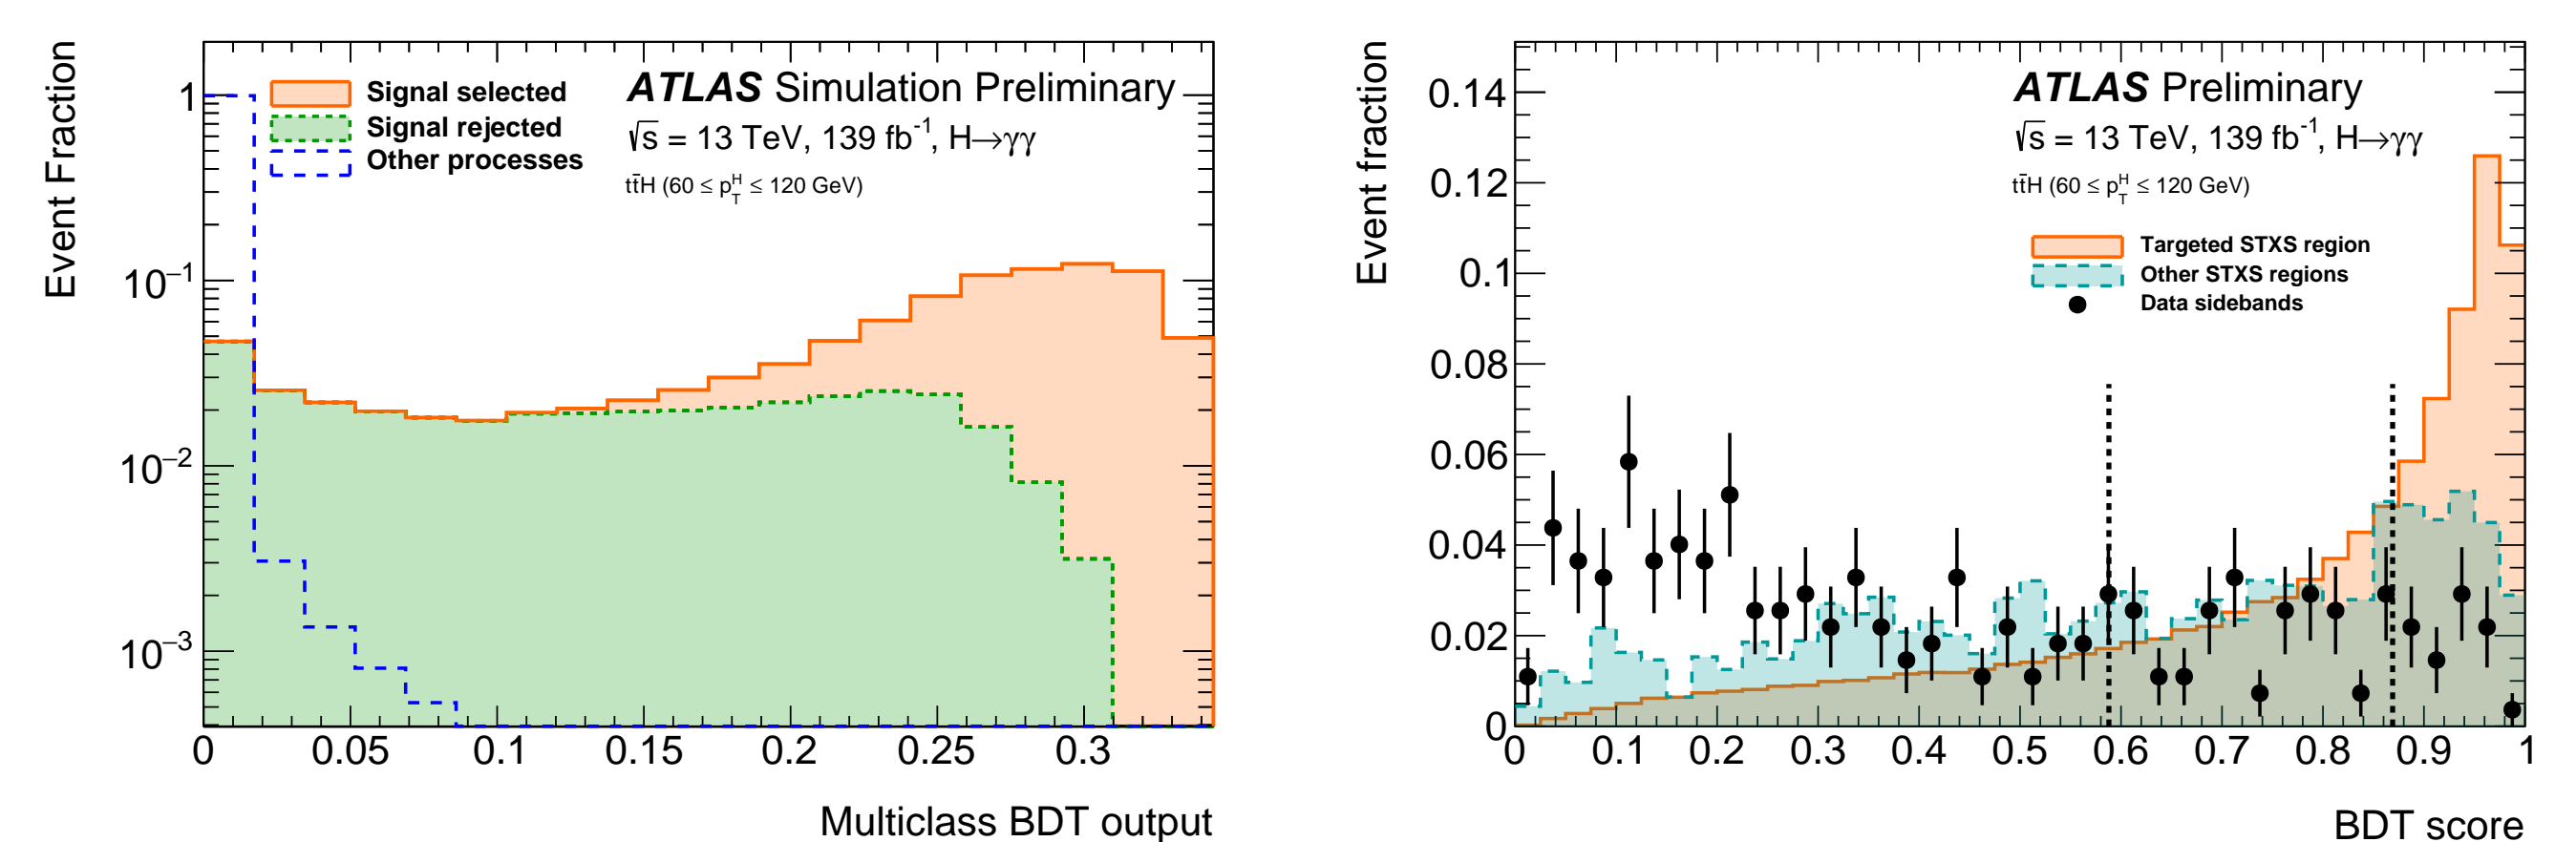 Event Fraction
1
10⁻¹
10⁻²
10⁻³
Signal selected
Signal rejected
Other processes
ATLAS Simulation Preliminary
√s = 13 TeV, 139 fb⁻¹, H→γγ
tt̄H (60 ≤ p_T^H ≤ 120 GeV)
0 0.05 0.1 0.15 0.2 0.25 0.3
Multiclass BDT output
Event fraction
0.14
0.12
0.1
0.08
0.06
0.04
0.02
0
ATLAS Preliminary
√s = 13 TeV, 139 fb⁻¹, H→γγ
tt̄H (60 ≤ p_T^H ≤ 120 GeV)
Targeted STXS region
Other STXS regions
Data sidebands
0 0.1 0.2 0.3 0.4 0.5 0.6 0.7 0.8 0.9 1
BDT score